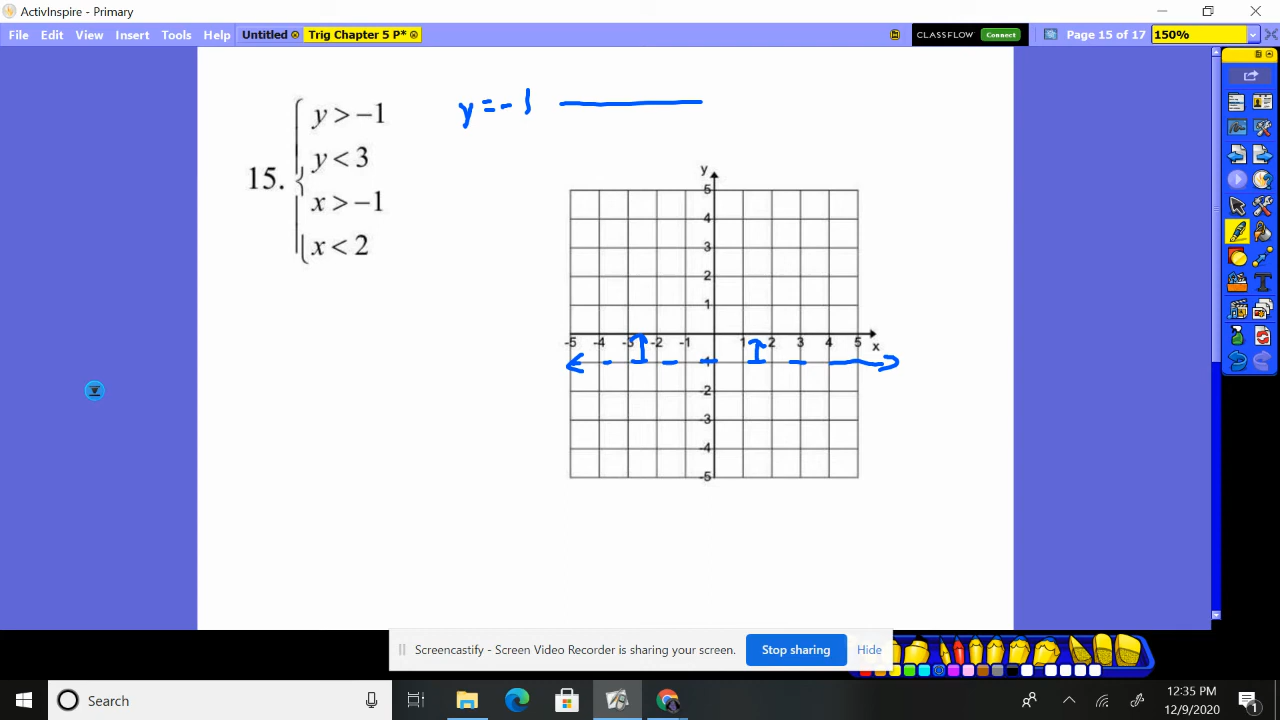 ActivInspire - Primary
File Edit View Insert Tools Help Untitled Trig Chapter 5 P* CLASSFLOW Connect Page 15 of 17 150%
y = -1
15.
y > −1
y < 3
x > −1
x < 2
y
5
4
3
2
1
-5 -4 -3 -2 -1 1 2 3 4 5 x
-1
-2
-3
-4
-5
Screencastify - Screen Video Recorder is sharing your screen. Stop sharing Hide
Search
12:35 PM
12/9/2020
1